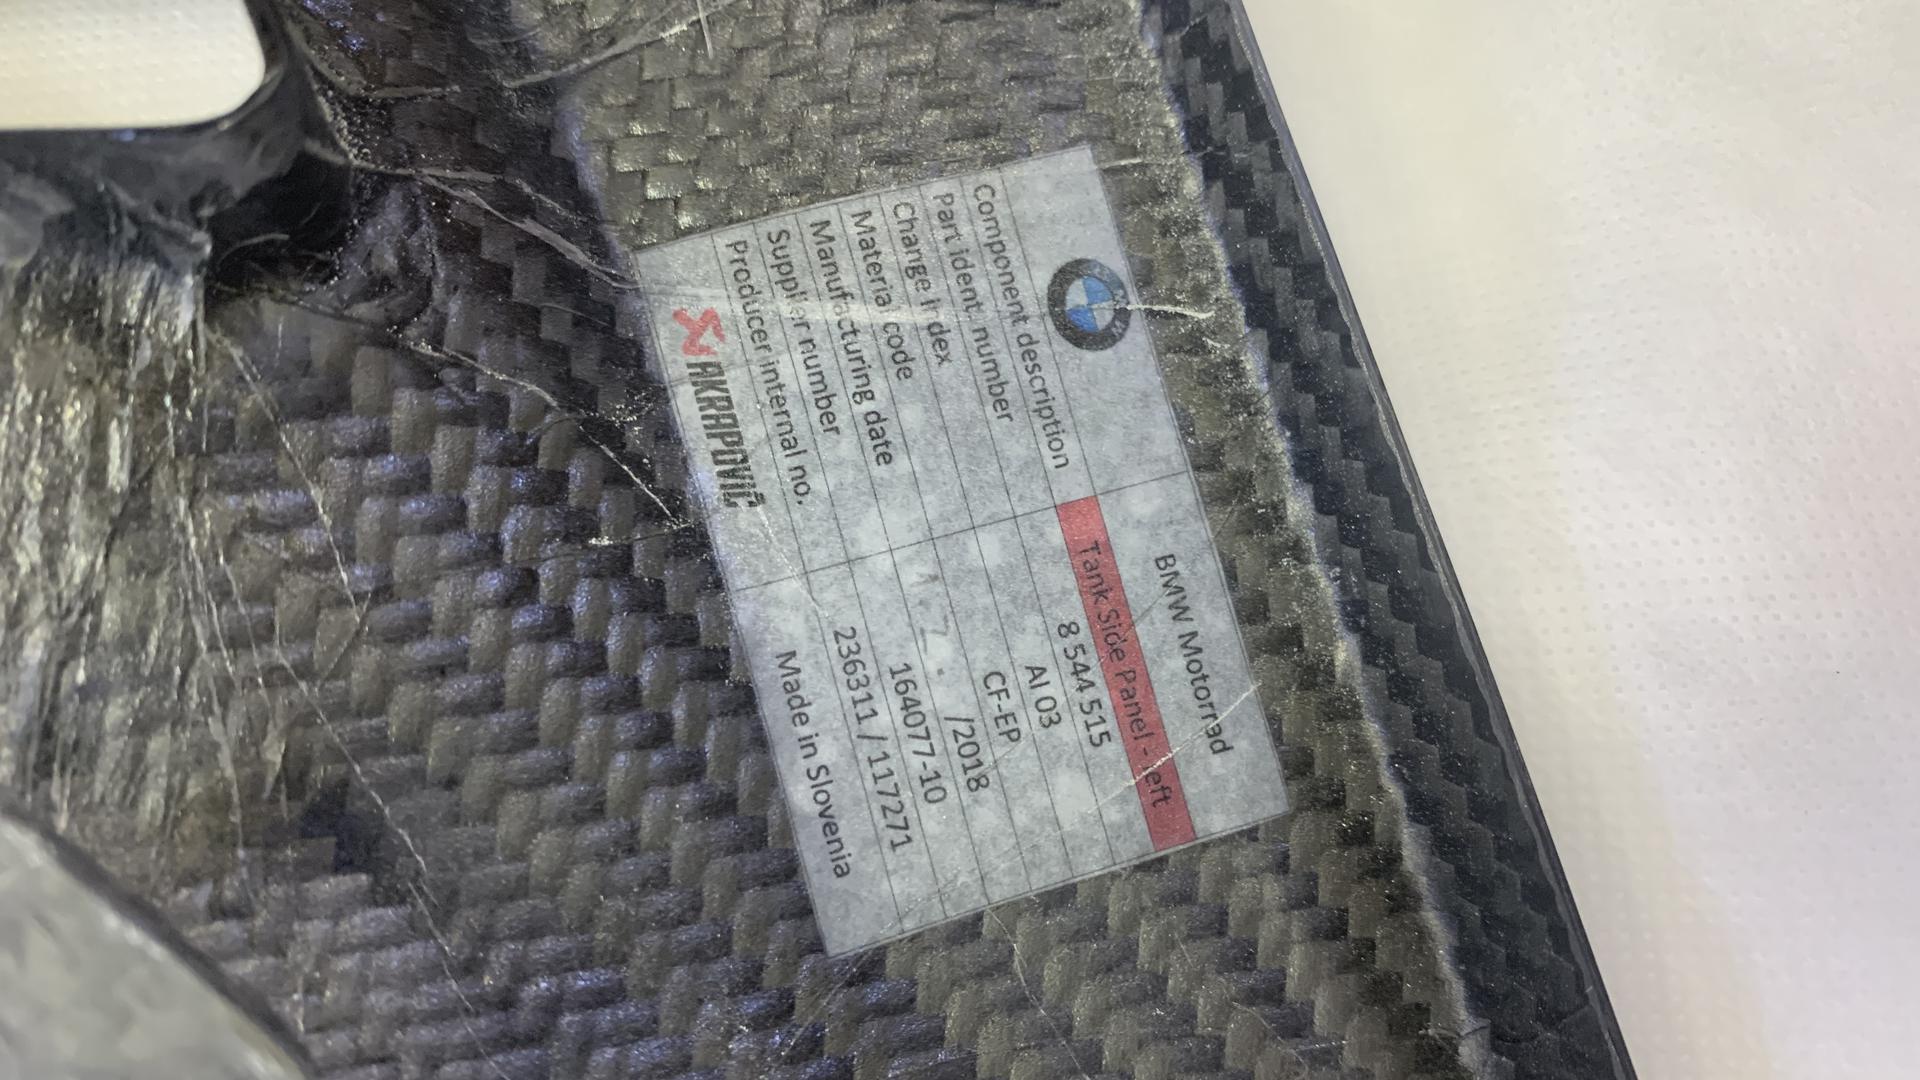 BMW Motorrad
Component description Tank Side Panel - left
Part ident. number 8 544 515
Change index AI 03
Material code CF-EP
Manufacturing date /2018
Supplier number 164077-10
Producer internal no. 236311 / 117271
AKRAPOVIČ Made in Slovenia